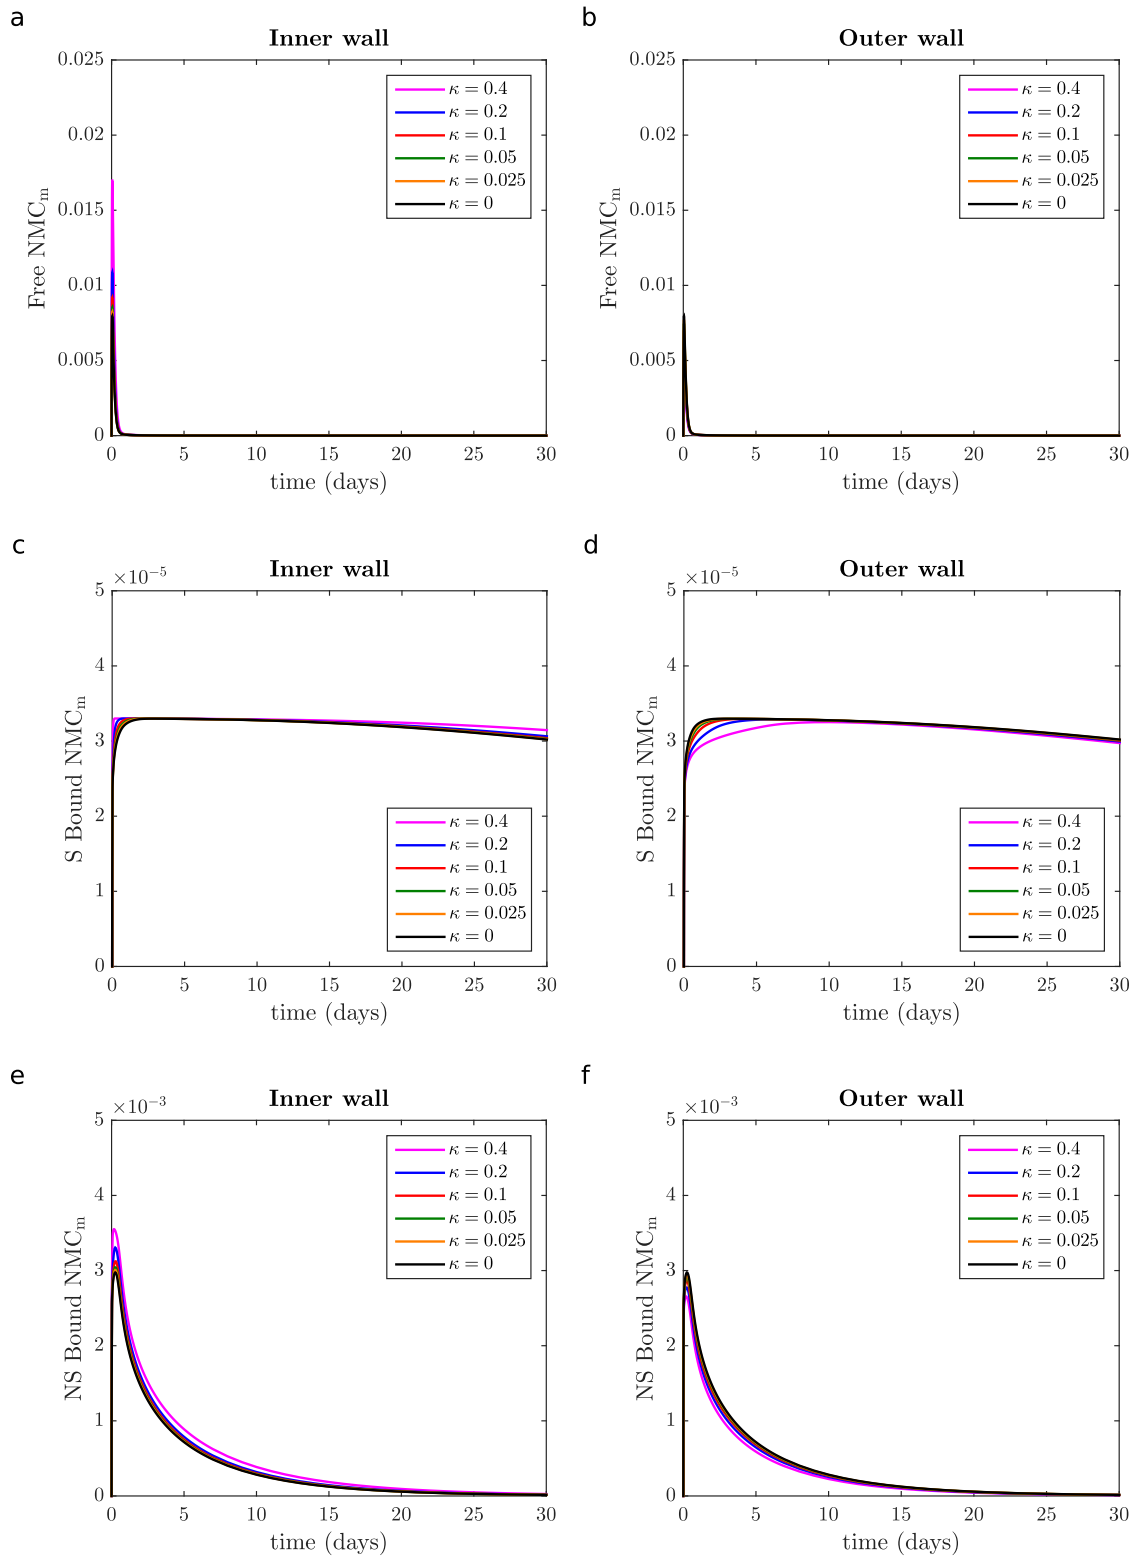 a
Inner wall
0.025
0.02
0.015
0.01
0.005
0
0 5 10 15 20 25 30
Free NMCₘ
time (days)
κ = 0.4
κ = 0.2
κ = 0.1
κ = 0.05
κ = 0.025
κ = 0
b
Outer wall
0.025
0.02
0.015
0.01
0.005
0
0 5 10 15 20 25 30
Free NMCₘ
time (days)
κ = 0.4
κ = 0.2
κ = 0.1
κ = 0.05
κ = 0.025
κ = 0
c
Inner wall
×10⁻⁵
5
4
3
2
1
0
0 5 10 15 20 25 30
S Bound NMCₘ
time (days)
κ = 0.4
κ = 0.2
κ = 0.1
κ = 0.05
κ = 0.025
κ = 0
d
Outer wall
×10⁻⁵
5
4
3
2
1
0
0 5 10 15 20 25 30
S Bound NMCₘ
time (days)
κ = 0.4
κ = 0.2
κ = 0.1
κ = 0.05
κ = 0.025
κ = 0
e
Inner wall
×10⁻³
5
4
3
2
1
0
0 5 10 15 20 25 30
NS Bound NMCₘ
time (days)
κ = 0.4
κ = 0.2
κ = 0.1
κ = 0.05
κ = 0.025
κ = 0
f
Outer wall
×10⁻³
5
4
3
2
1
0
0 5 10 15 20 25 30
NS Bound NMCₘ
time (days)
κ = 0.4
κ = 0.2
κ = 0.1
κ = 0.05
κ = 0.025
κ = 0